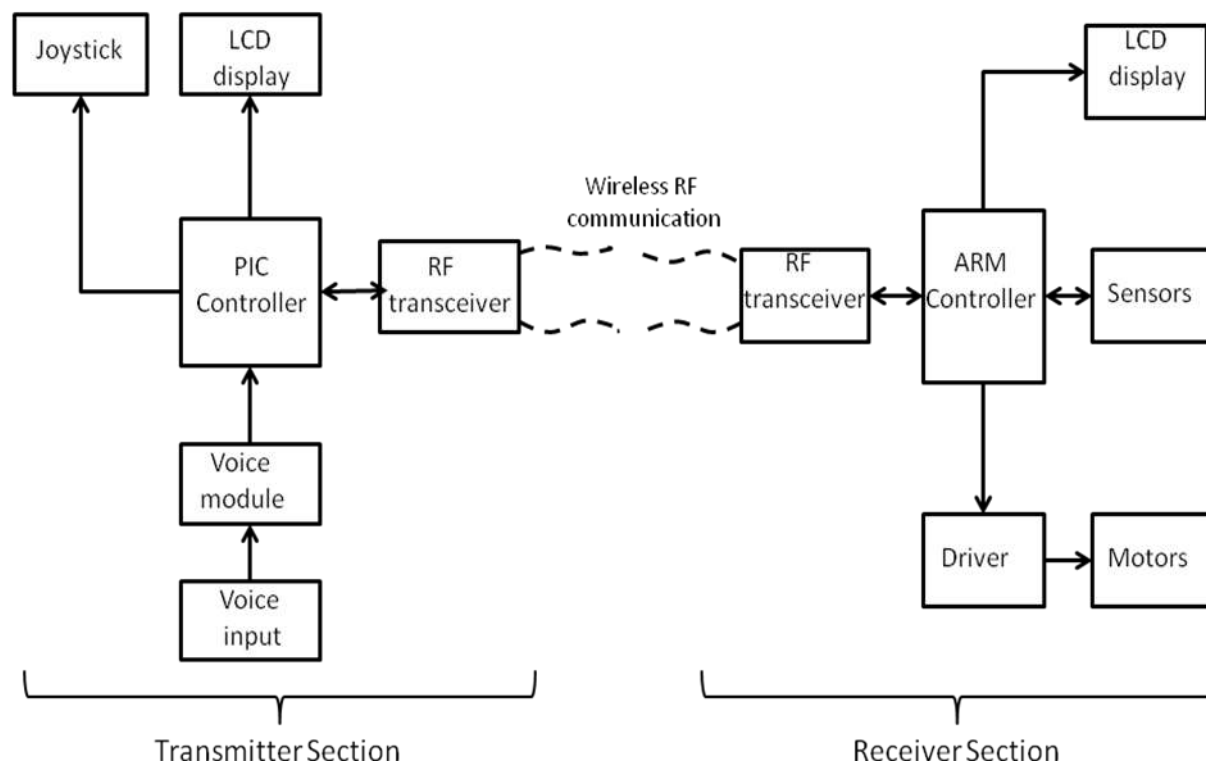 Joystick
LCD
display
LCD
display
Wireless RF
communication
PIC
Controller
RF
transceiver
RF
transceiver
ARM
Controller
Sensors
Voice
module
Driver
Motors
Voice
input
Transmitter Section
Receiver Section